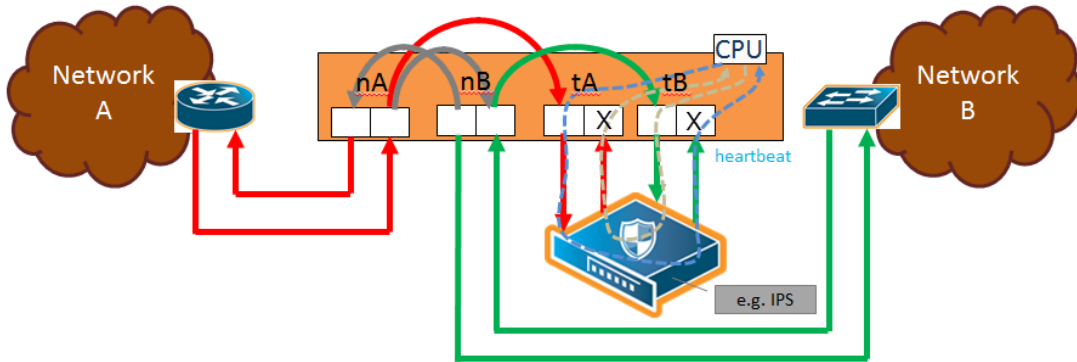 Network
A
nA
nB
tA
tB
CPU
X
X
heartbeat
e.g. IPS
Network
B